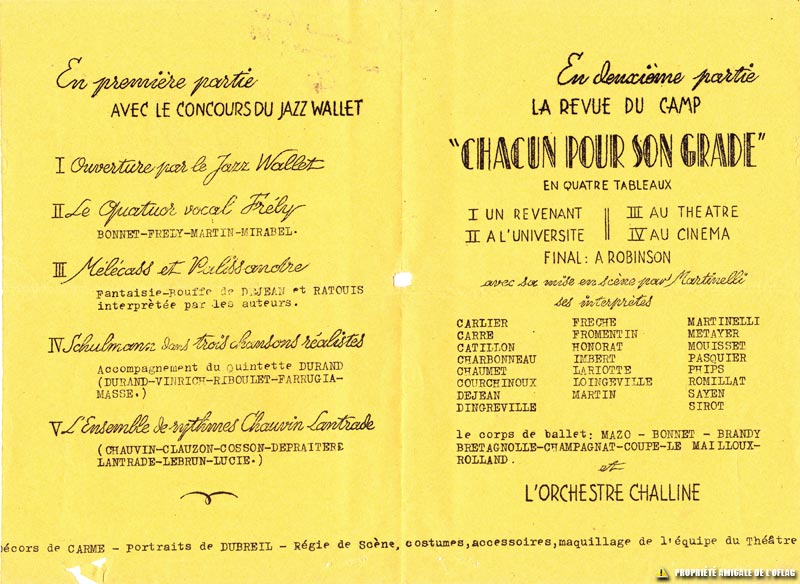 En première partie
AVEC LE CONCOURS DU JAZZ WALLET
I Ouverture par le Jazz Wallet
II Le Quatuor vocal Frély
BONNET-FRELY-MARTIN-MIRABEL.
III Mélécass et Palissandre
Fantaisie-Bouffe de DEJEAN et RATOUIS
interprètée par les auteurs.
IV Schulmann dans trois chansons réalistes
Accompagnement du quintette DURAND
(DURAND-VINRICH-RIBOULET-FARRUGIA-
MASSE.)
V L'Ensemble de rythmes Chauvin Lantrade
(CHAUVIN-CLAUZON-COSSON-DEPRAITERE
LANTRADE-LEBRUN-LUCIE.)
En deuxième partie
LA REVUE DU CAMP
"CHACUN POUR SON GRADE"
EN QUATRE TABLEAUX
I UN REVENANT
II A L'UNIVERSITE
III AU THEATRE
IV AU CINEMA
FINAL: A ROBINSON
avec sa mise en scène par Martinelli
ses interprètes
CARLIER
CARRE
CATILLON
CHARBONNEAU
CHAUMET
COURCHINOUX
DEJEAN
DINGREVILLE
FRECHE
FROMENTIN
HONORAT
IMBERT
LARIOTTE
LOINGEVILLE
MARTIN
MARTINELLI
METAYER
MOUISSET
PASQUIER
PHIPS
ROMILLAT
SAYEN
SIROT
le corps de ballet: MAZO - BONNET - BRANDY
BRETAGNOLLE-CHAMPAGNAT-COUPE-LE MAILLOUX-
ROLLAND.
et
L'ORCHESTRE CHALLINE
écors de CARME - Portraits de DUBREIL - Régie de Scène, costumes,accessoires,maquillage de l'équipe du Théâtre
PROPRIÉTÉ AMICALE DE L'OFLAG